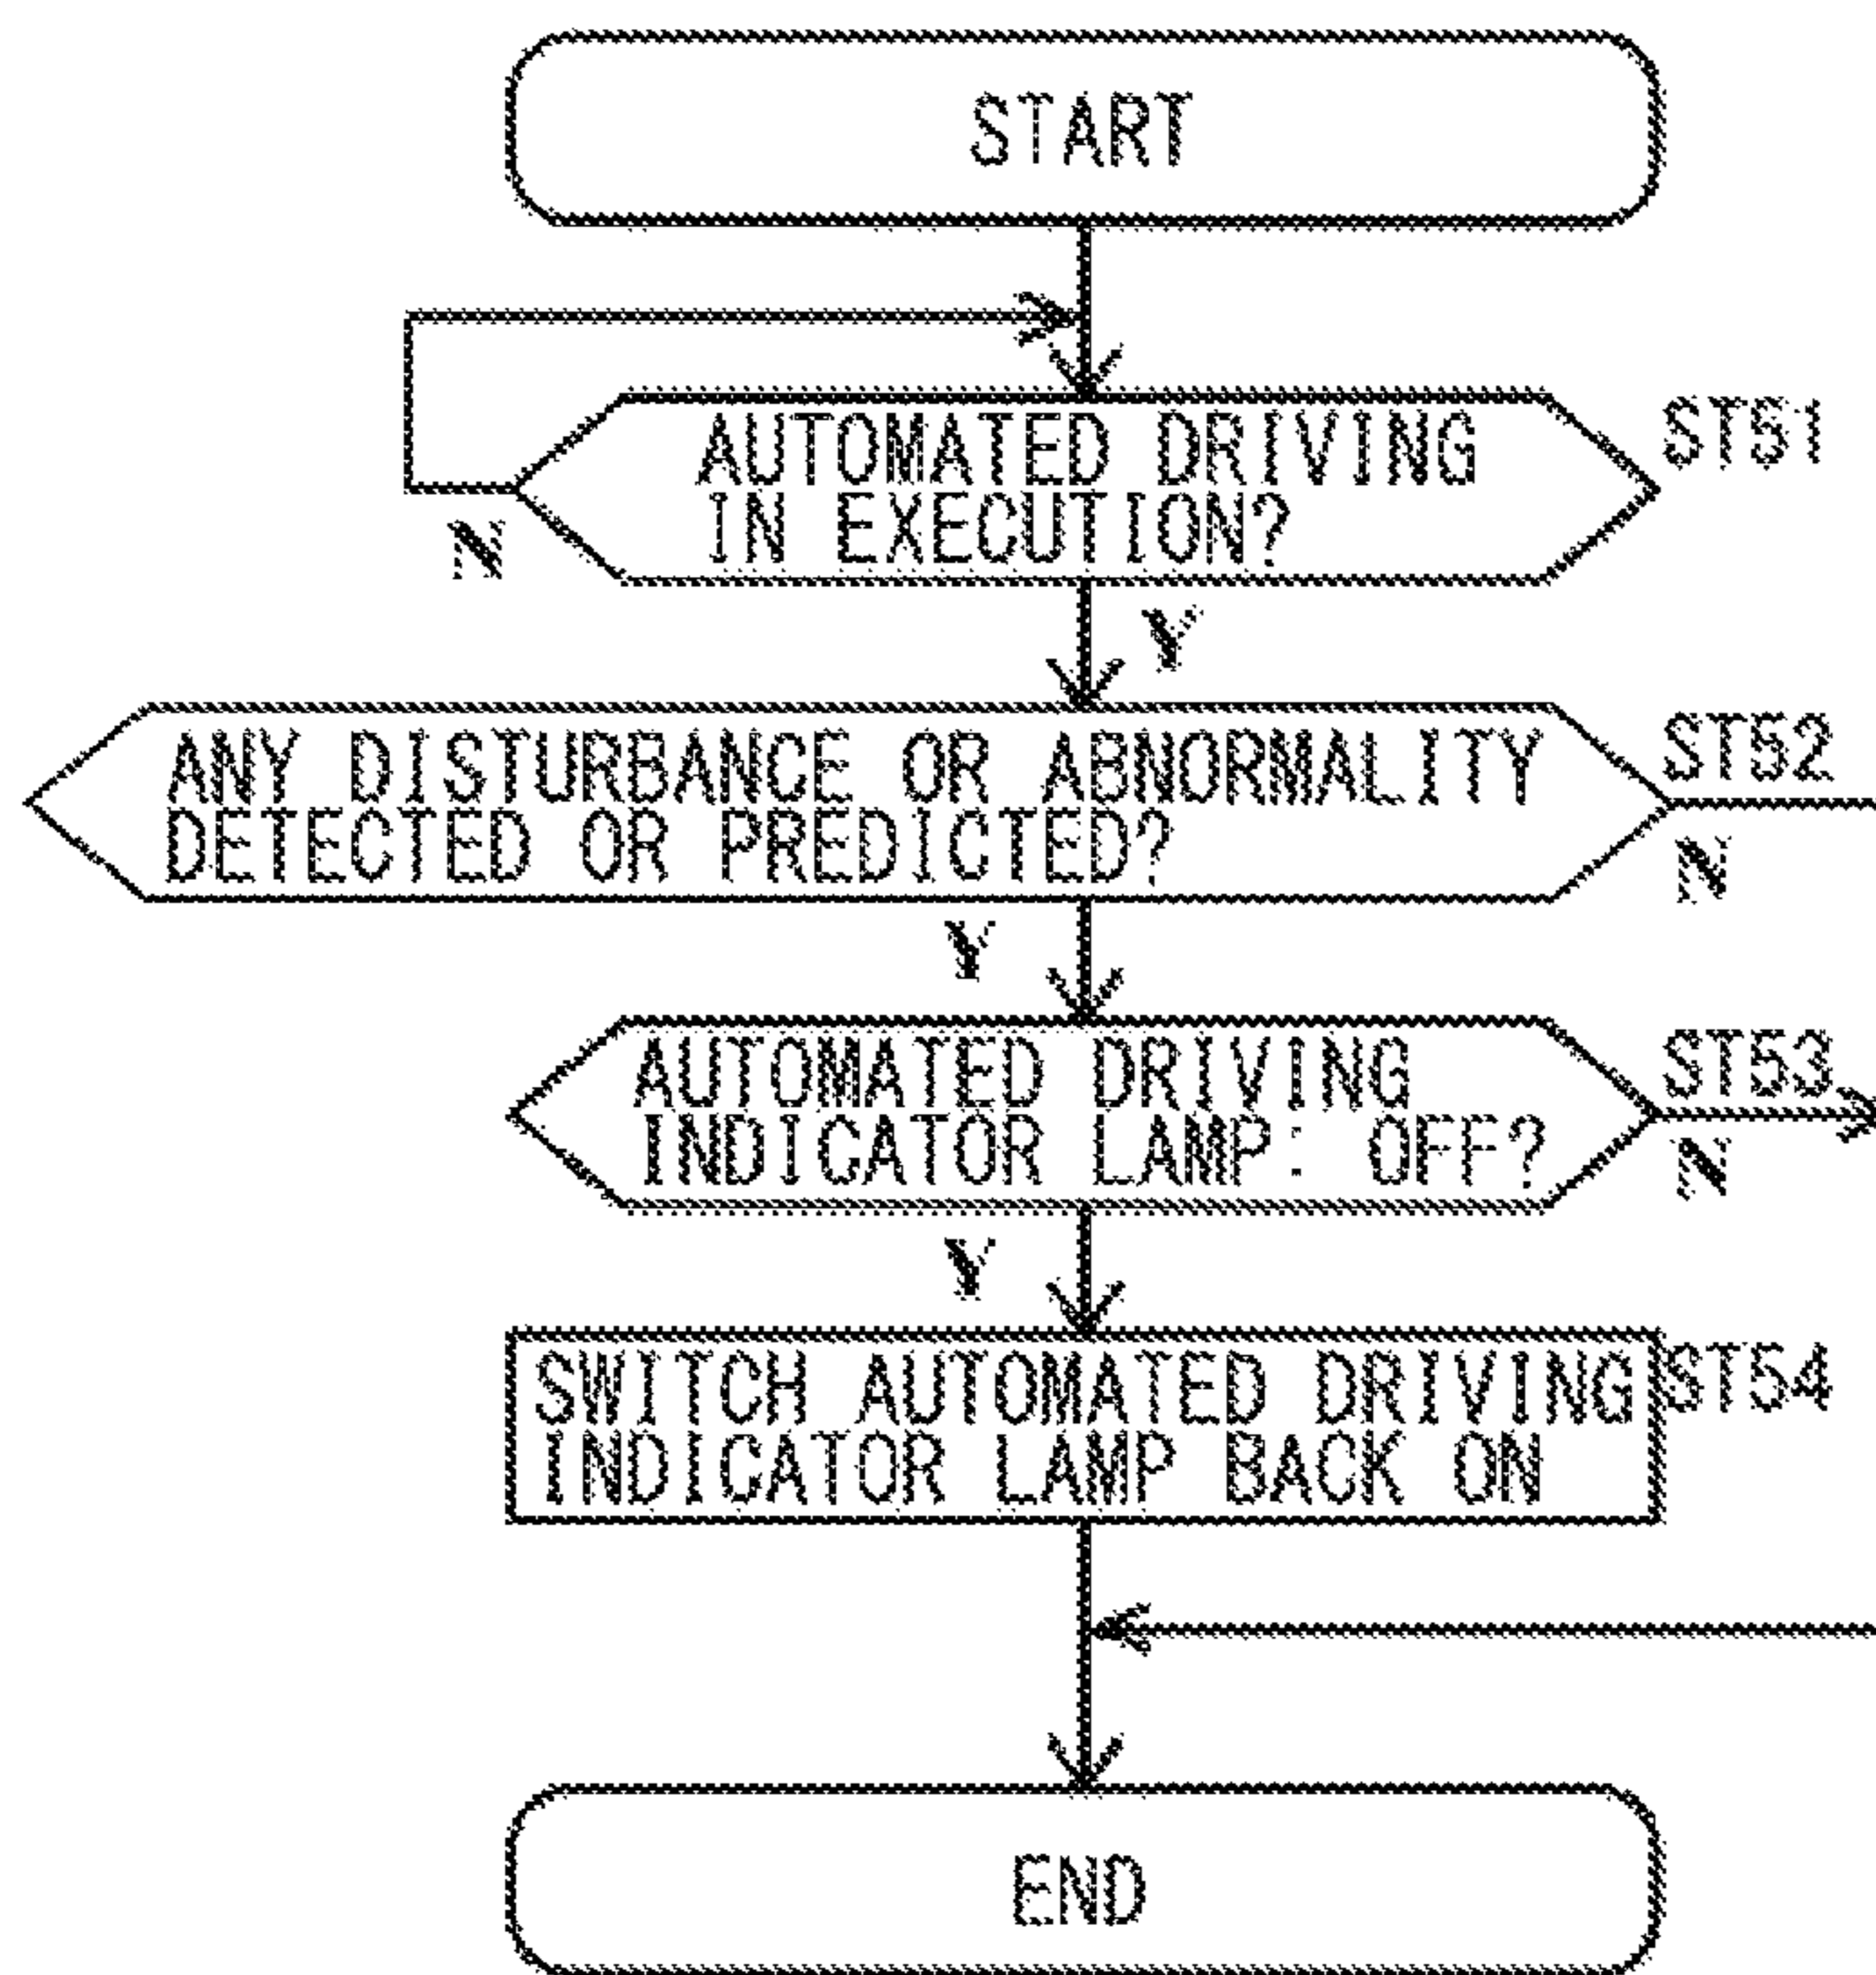 START
AUTOMATED DRIVING
IN EXECUTION?
ST51
N
Y
ANY DISTURBANCE OR ABNORMALITY
DETECTED OR PREDICTED?
ST52
N
Y
AUTOMATED DRIVING
INDICATOR LAMP: OFF?
ST53
N
Y
SWITCH AUTOMATED DRIVING
INDICATOR LAMP BACK ON
ST54
END